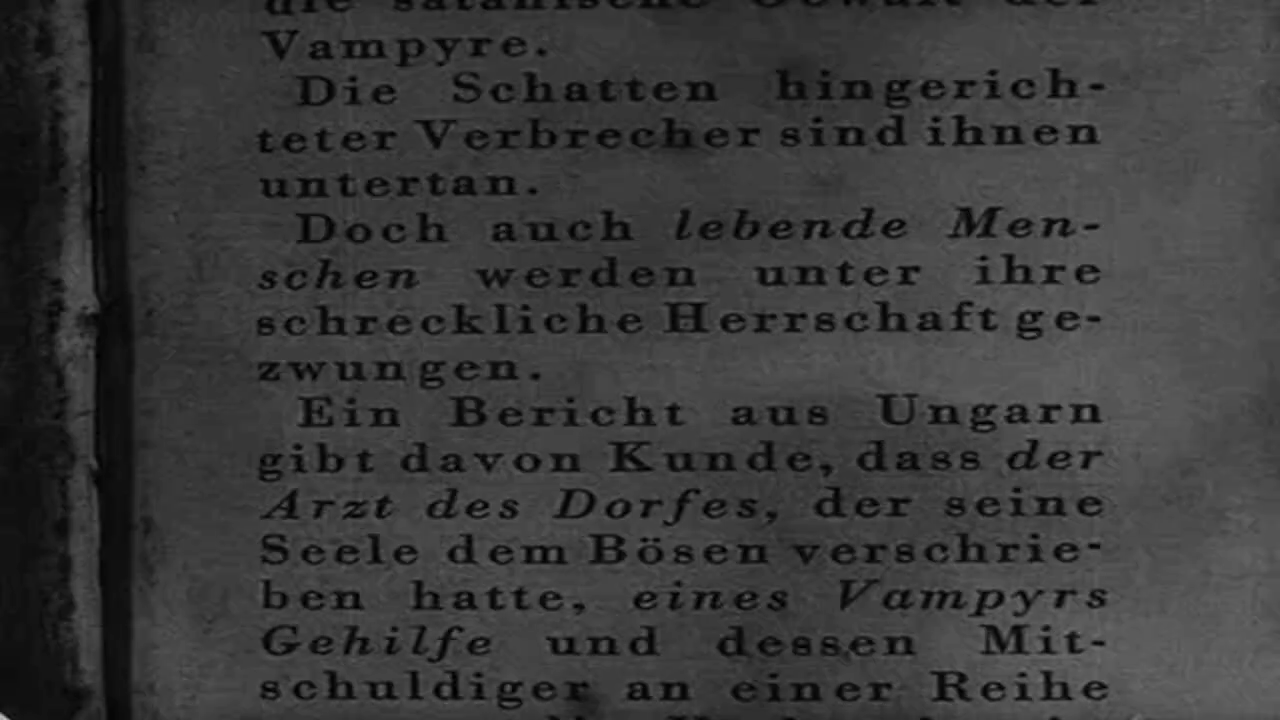 die satanische Gewalt der
Vampyre.
Die Schatten hingerich-
teter Verbrecher sind ihnen
untertan.
Doch auch lebende Men-
schen werden unter ihre
schreckliche Herrschaft ge-
zwungen.
Ein Bericht aus Ungarn
gibt davon Kunde, dass der
Arzt des Dorfes, der seine
Seele dem Bösen verschrie-
ben hatte, eines Vampyrs
Gehilfe und dessen Mit-
schuldiger an einer Reihe